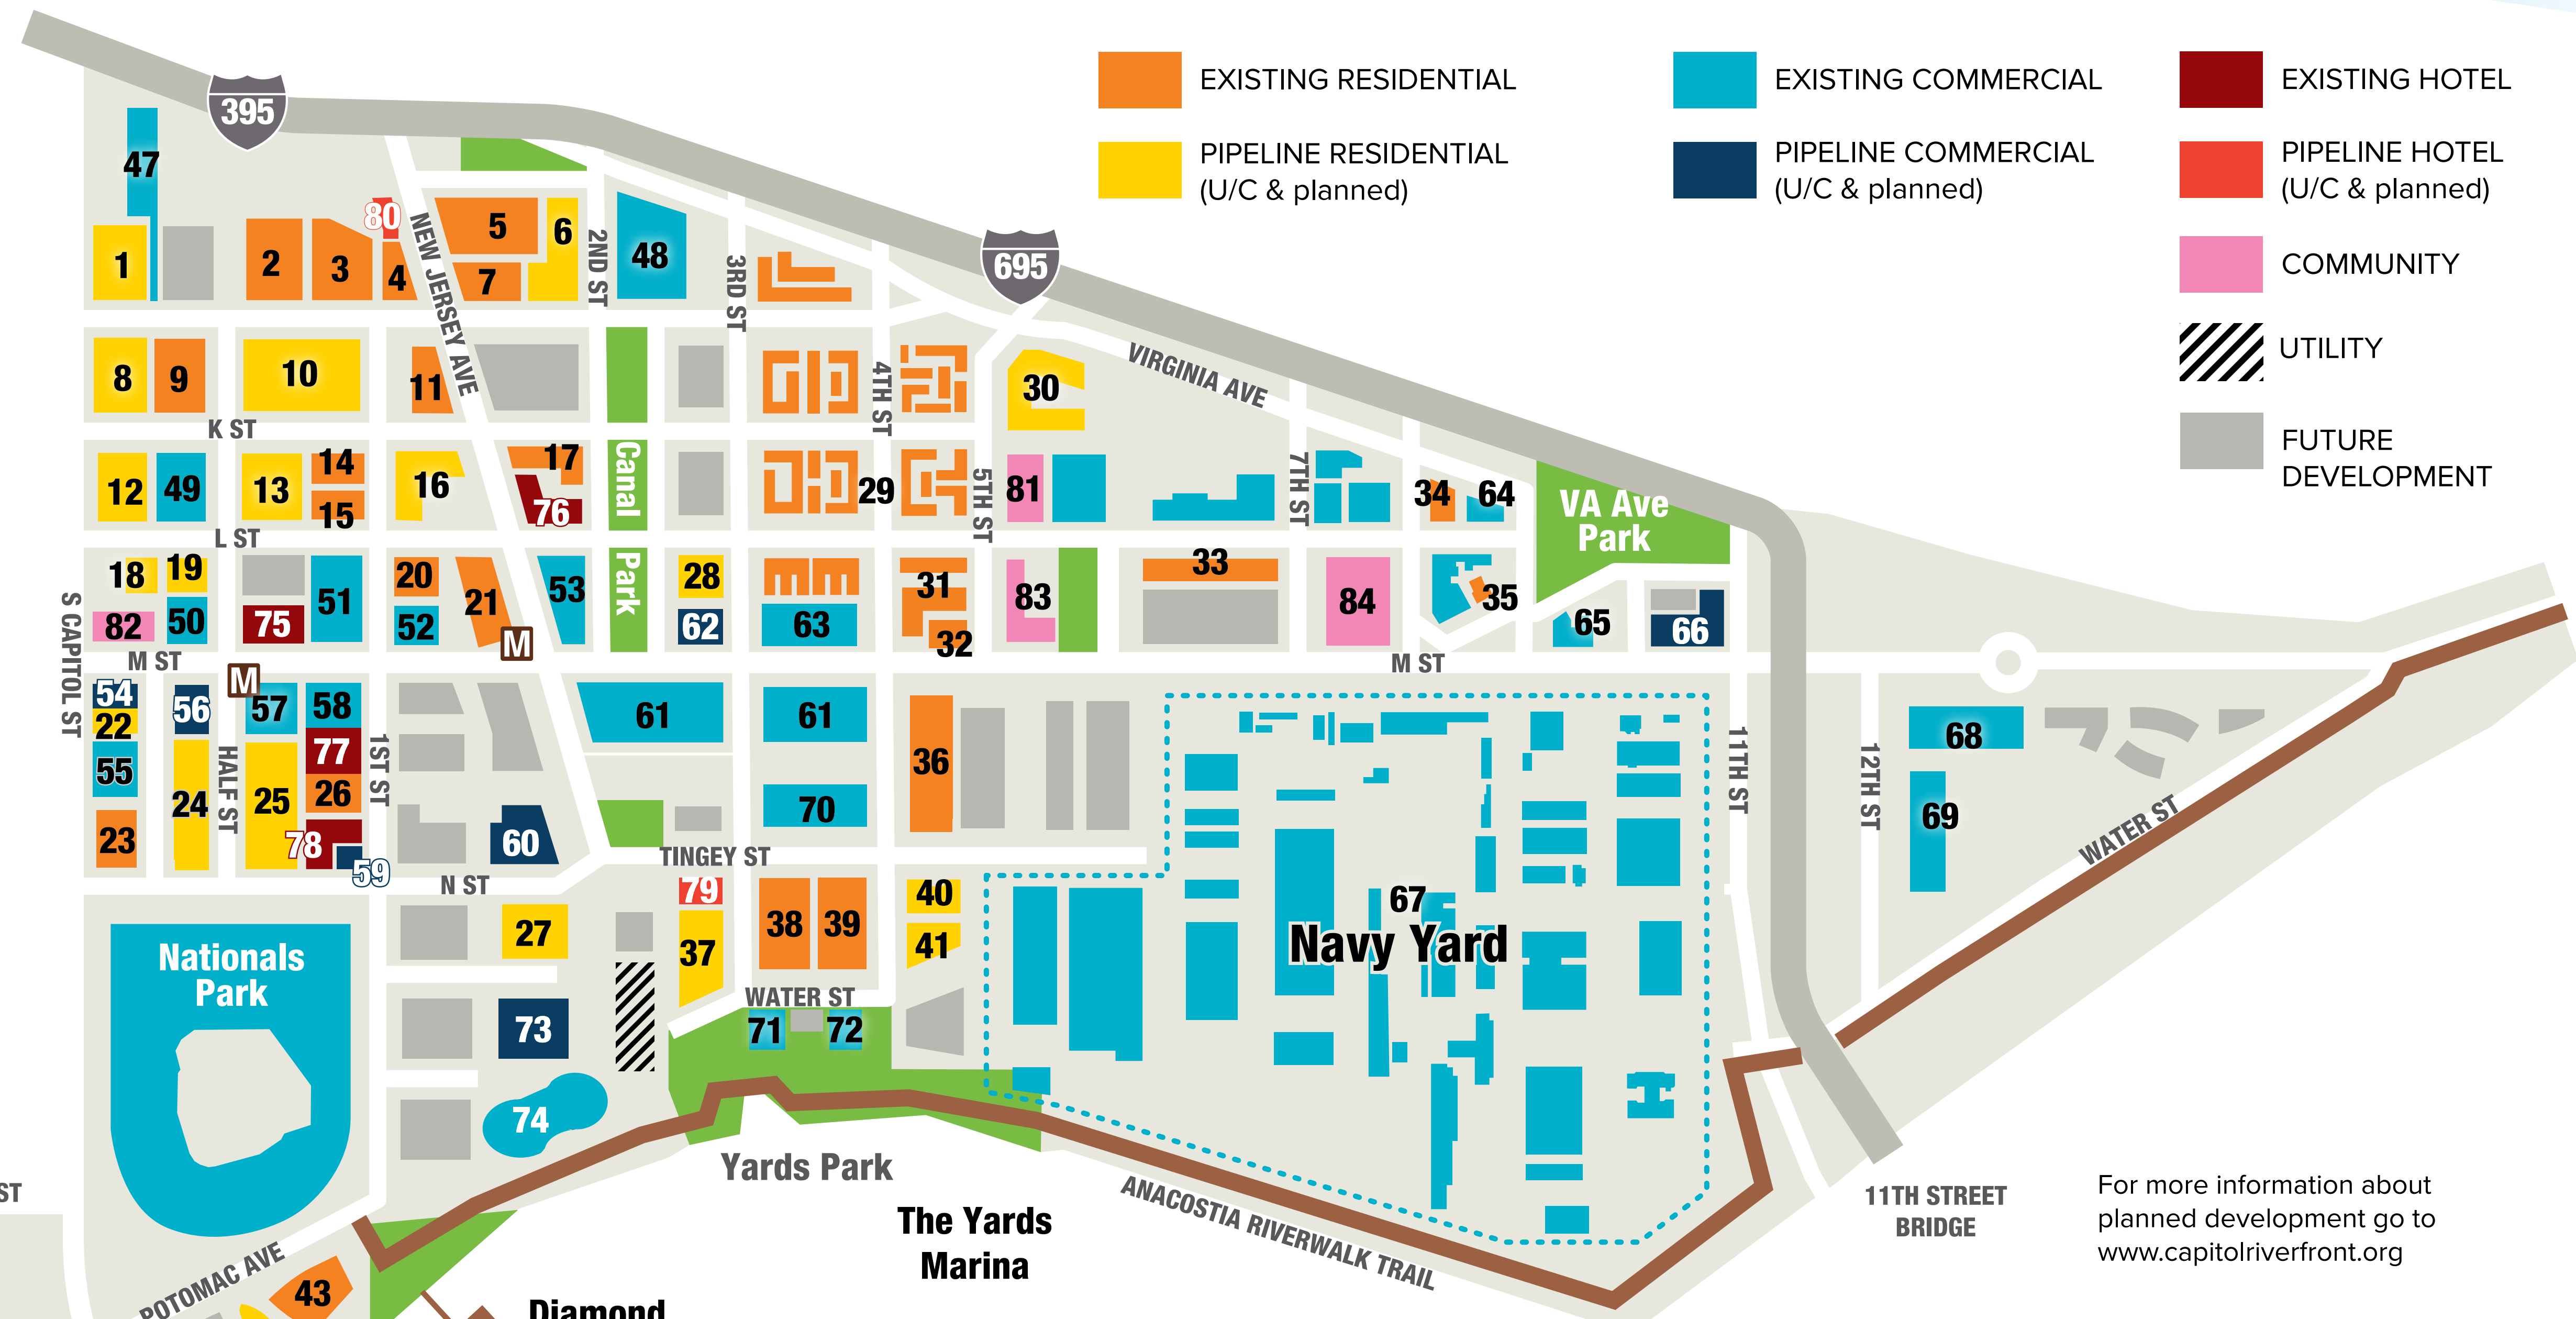 395
EXISTING RESIDENTIAL
EXISTING COMMERCIAL
EXISTING HOTEL
PIPELINE RESIDENTIAL
(U/C & planned)
PIPELINE COMMERCIAL
(U/C & planned)
PIPELINE HOTEL
(U/C & planned)
COMMUNITY
UTILITY
FUTURE
DEVELOPMENT
695
47
80
1
2
3
4
5
6
7
48
NEW JERSEY AVE
2ND ST
3RD ST
VIRGINIA AVE
8
9
10
11
4TH ST
30
K ST
12
49
13
14
15
16
17
76
Canal
Park
29
5TH ST
81
7TH ST
34
64
VA Ave
Park
L ST
18
19
82
50
75
51
20
52
21
M
53
28
62
63
31
32
83
33
84
35
65
66
S CAPITOL ST
M ST
M ST
M
54
22
55
23
56
24
HALF ST
57
25
58
77
26
78
59
1ST ST
60
61
61
70
36
11TH ST
12TH ST
68
69
WATER ST
TINGEY ST
N ST
79
37
38
39
40
41
27
67
Navy Yard
Nationals
Park
WATER ST
71
72
73
74
Yards Park
The Yards
Marina
ANACOSTIA RIVERWALK TRAIL
11TH STREET
BRIDGE
For more information about
planned development go to
www.capitolriverfront.org
ST
POTOMAC AVE
43
Diamond